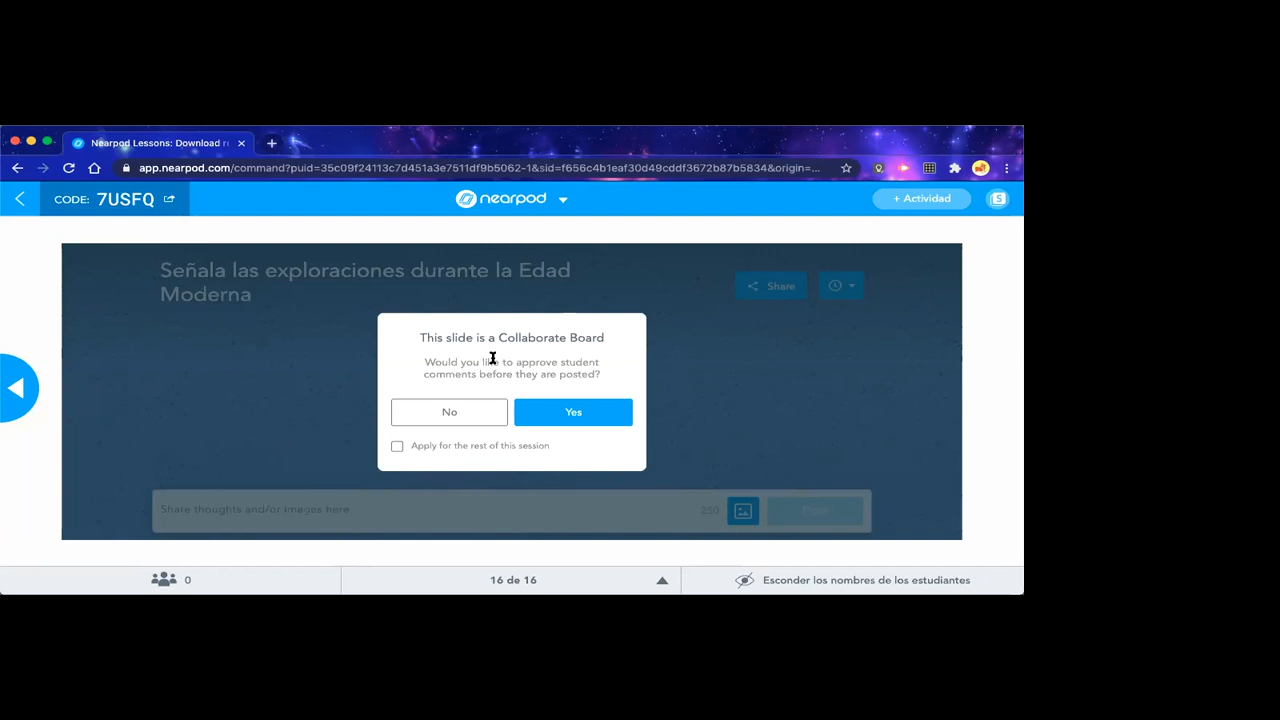 Nearpod Lessons: Download r
app.nearpod.com/command?puid=35c09f24113c7d451a3e7511df9b5062-1&sid=f656c4b1eaf30d49cddf3672b87b5834&origin=...
CODE: 7USFQ
nearpod
+ Actividad
S
Señala las exploraciones durante la Edad
Moderna
Share
This slide is a Collaborate Board
Would you like to approve student
comments before they are posted?
No
Yes
Apply for the rest of this session
Share thoughts and/or images here
250
Post
0
16 de 16
Esconder los nombres de los estudiantes